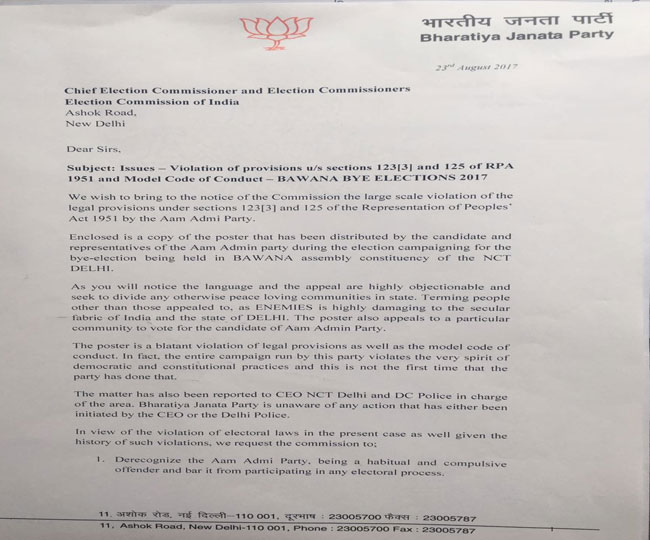 भारतीय जनता पार्टी
Bharatiya Janata Party
23rd August 2017
Chief Election Commissioner and Election Commissioners
Election Commission of India
Ashok Road,
New Delhi
Dear Sirs,
Subject: Issues – Violation of provisions u/s sections 123[3] and 125 of RPA
1951 and Model Code of Conduct – BAWANA BYE ELECTIONS 2017
We wish to bring to the notice of the Commission the large scale violation of the
legal provisions under sections 123[3] and 125 of the Representation of Peoples'
Act 1951 by the Aam Admi Party.
Enclosed is a copy of the poster that has been distributed by the candidate and
representatives of the Aam Admin party during the election campaigning for the
bye-election being held in BAWANA assembly constituency of the NCT
DELHI.
As you will notice the language and the appeal are highly objectionable and
seek to divide any otherwise peace loving communities in state. Terming people
other than those appealed to, as ENEMIES is highly damaging to the secular
fabric of India and the state of DELHI. The poster also appeals to a particular
community to vote for the candidate of Aam Admin Party.
The poster is a blatant violation of legal provisions as well as the model code of
conduct. In fact, the entire campaign run by this party violates the very spirit of
democratic and constitutional practices and this is not the first time that the
party has done that.
The matter has also been reported to CEO NCT Delhi and DC Police in charge
of the area. Bharatiya Janata Party is unaware of any action that has either been
initiated by the CEO or the Delhi Police.
In view of the violation of electoral laws in the present case as well given the
history of such violations, we request the commission to;
1. Derecognize the Aam Admi Party, being a habitual and compulsive
offender and bar it from participating in any electoral process.
11, अशोक रोड, नई दिल्ली-110 001, दूरभाष : 23005700 फैक्स : 23005787
11, Ashok Road, New Delhi-110 001, Phone : 23005700 Fax : 23005787